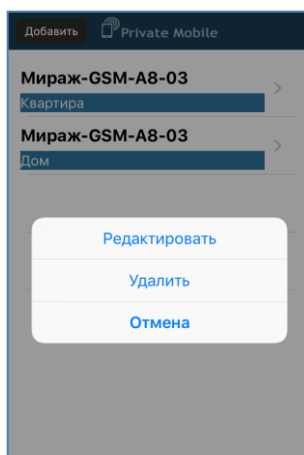 Добавить Private Mobile
Мираж-GSM-A8-03
Квартира
Мираж-GSM-A8-03
Дом
Редактировать
Удалить
Отмена